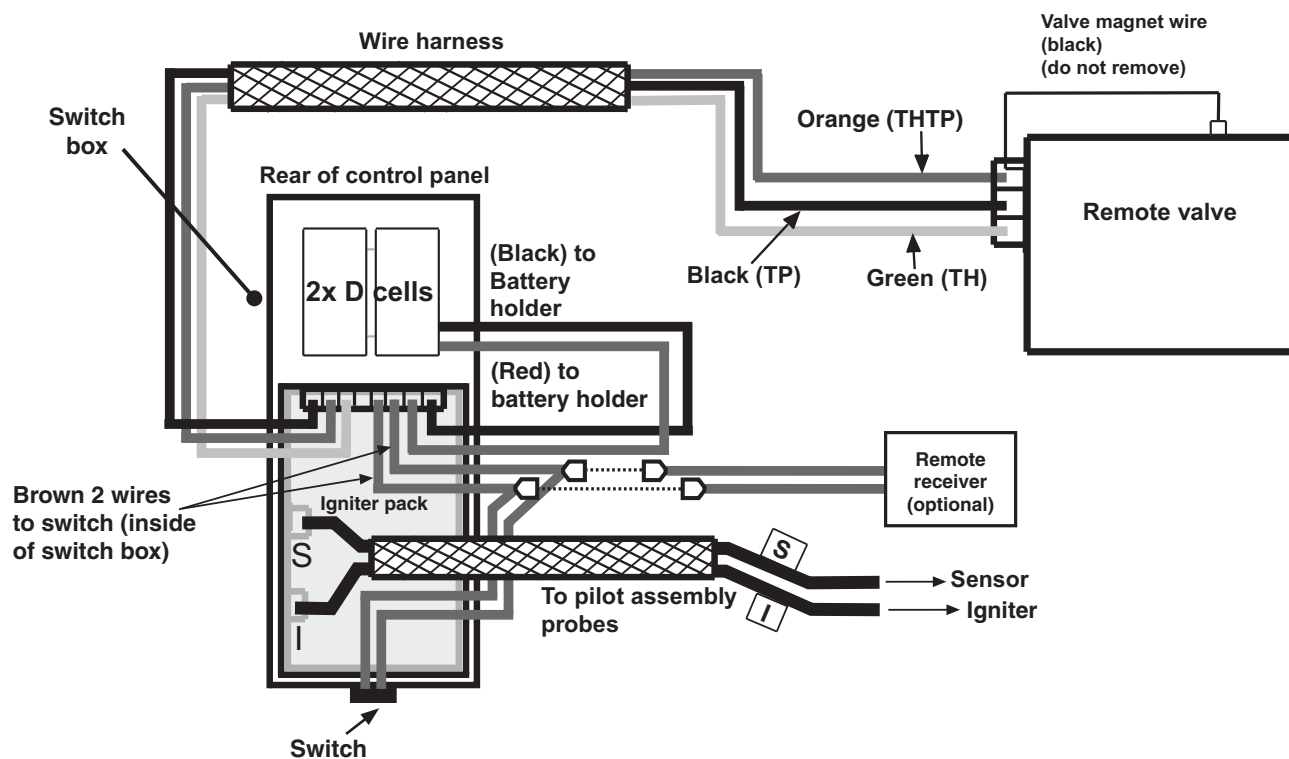 Wire harness
Valve magnet wire
(black)
(do not remove)
Switch
box
Orange (THTP)
Rear of control panel
Remote valve
(Black) to
Battery
holder
Black (TP)
Green (TH)
2x D cells
(Red) to
battery holder
Remote
receiver
(optional)
Brown 2 wires
to switch (inside
of switch box)
Igniter pack
S
I
S
I
To pilot assembly
probes
Sensor
Igniter
Switch